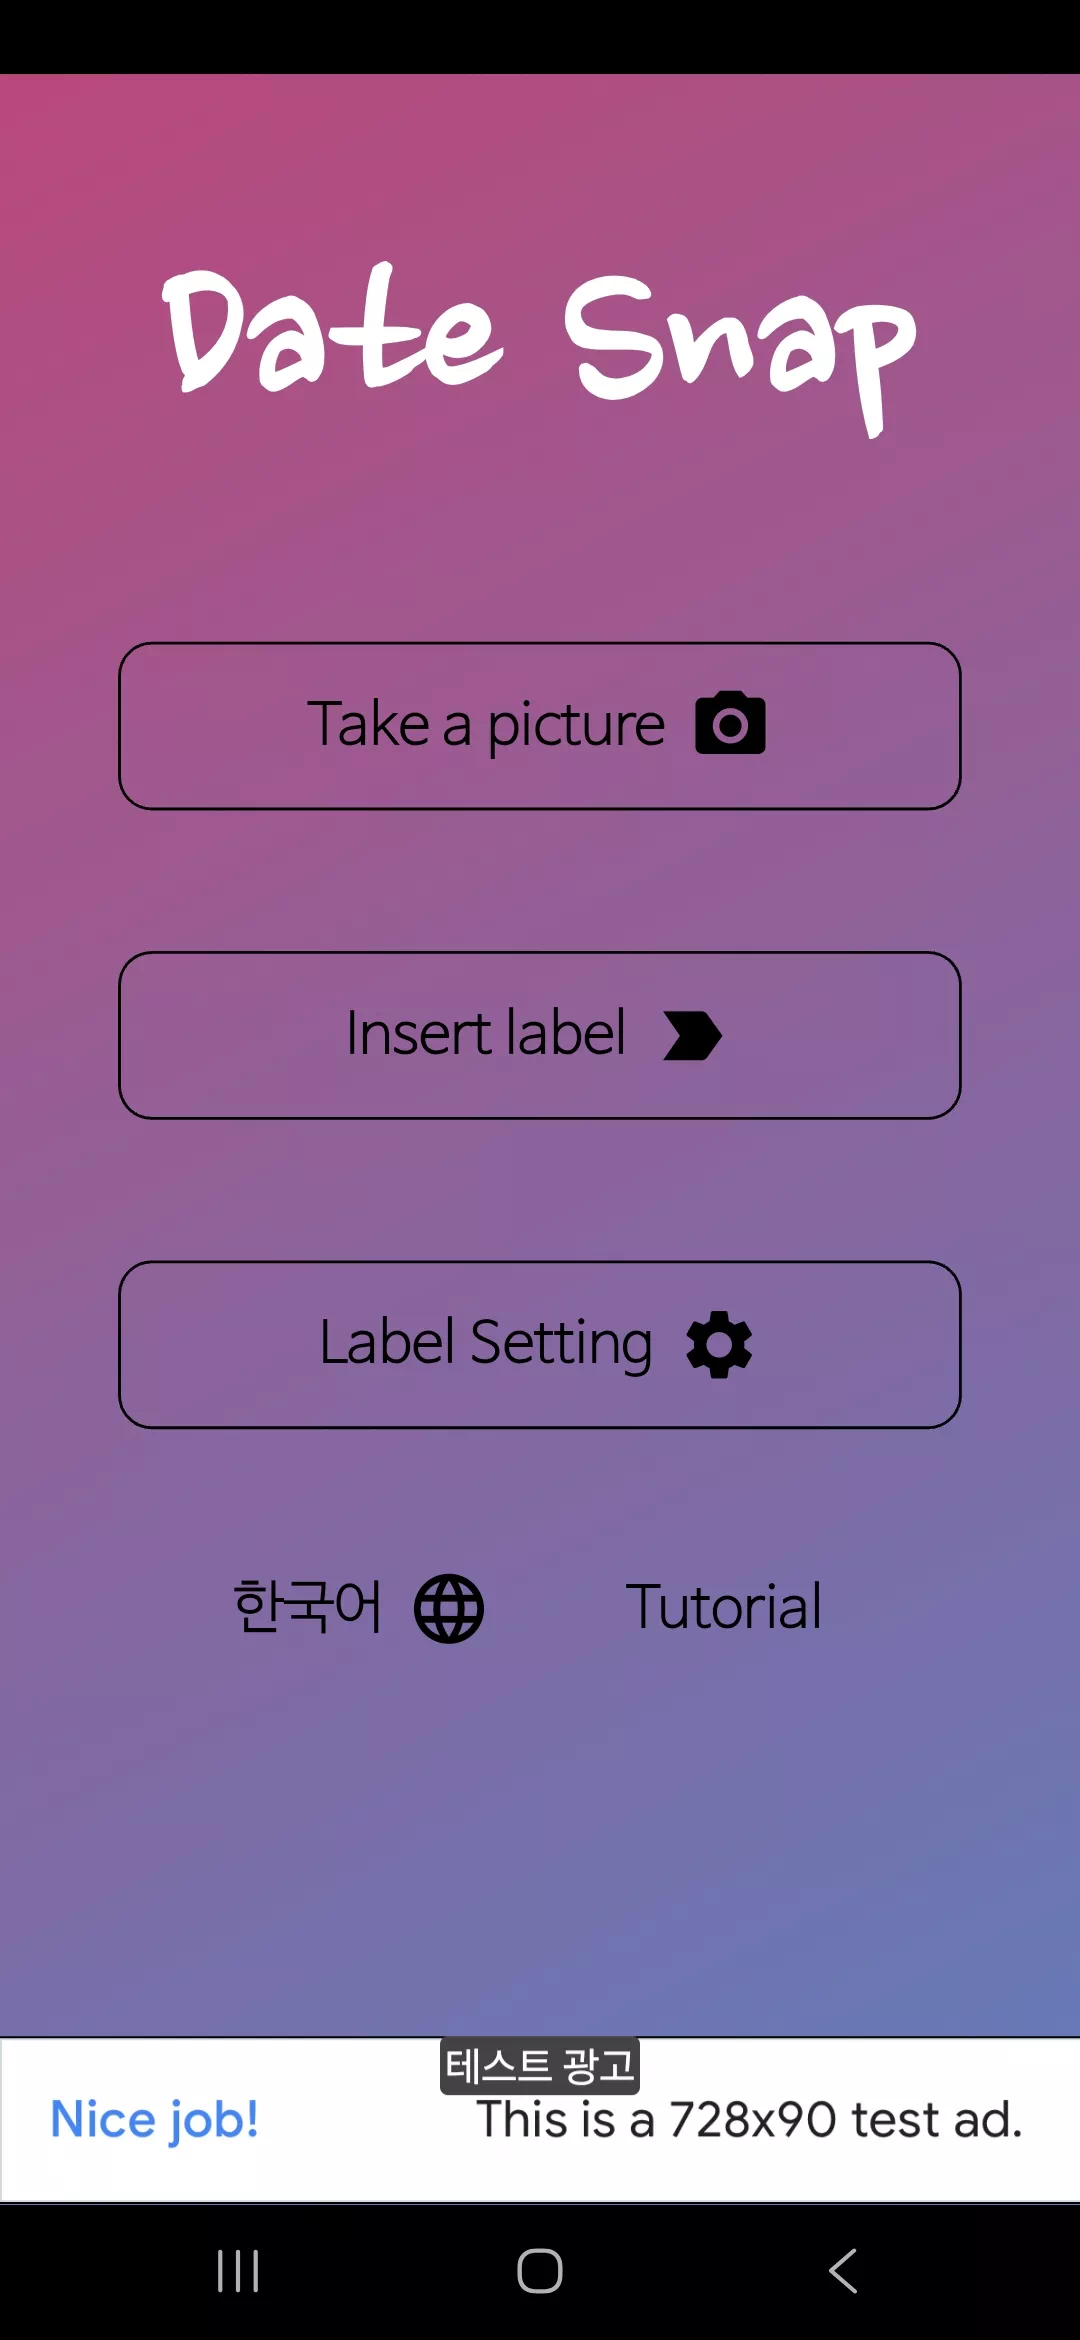 Date Snap
Take a picture
Insert label
Label Setting
한국어 Tutorial
테스트 광고
Nice job! This is a 728x90 test ad.